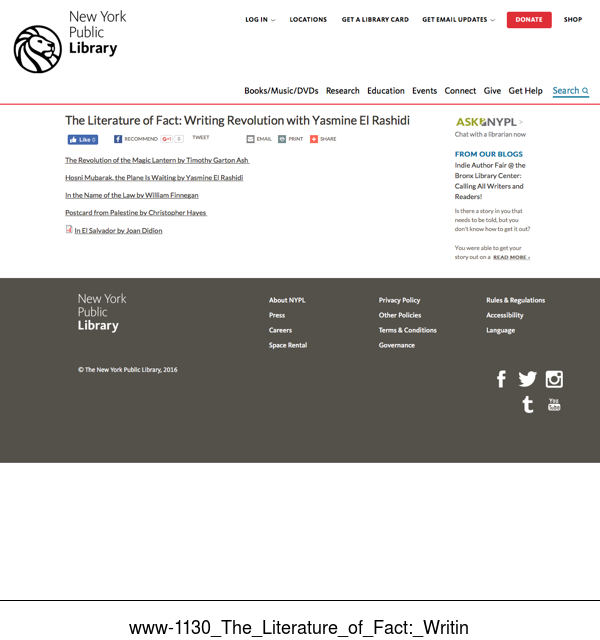 New York
Public
Library
LOG IN
LOCATIONS
GET A LIBRARY CARD
GET EMAIL UPDATES
DONATE
SHOP
Books/Music/DVDs Research Education Events Connect Give Get Help Search
The Literature of Fact: Writing Revolution with Yasmine El Rashidi
Like 0
RECOMMEND
G+1 0
TWEET
EMAIL
PRINT
SHARE
The Revolution of the Magic Lantern by Timothy Garton Ash
Hosni Mubarak, the Plane Is Waiting by Yasmine El Rashidi
In the Name of the Law by William Finnegan
Postcard from Palestine by Christopher Hayes
In El Salvador by Joan Didion
ASK NYPL >
Chat with a librarian now
FROM OUR BLOGS
Indie Author Fair @ the
Bronx Library Center:
Calling All Writers and
Readers!
Is there a story in you that
needs to be told, but you
don't know how to get it out?
You were able to get your
story out on a READ MORE ›
New York
Public
Library
About NYPL
Press
Careers
Space Rental
Privacy Policy
Other Policies
Terms & Conditions
Governance
Rules & Regulations
Accessibility
Language
© The New York Public Library, 2016
You
Tube
www-1130_The_Literature_of_Fact:_Writin